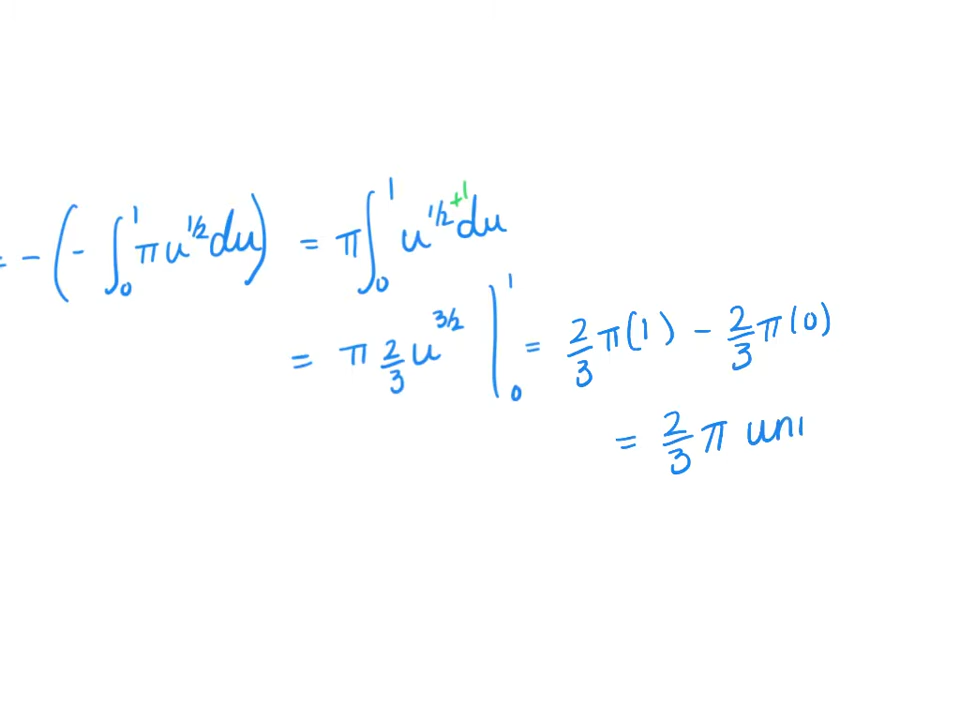 = - (- ∫₀¹ π u^{1/2} du) = π ∫₀¹ u^{1/2 +1} du
= π 2/3 u^{3/2} |₀¹ = 2/3 π(1) - 2/3 π(0)
= 2/3 π uni